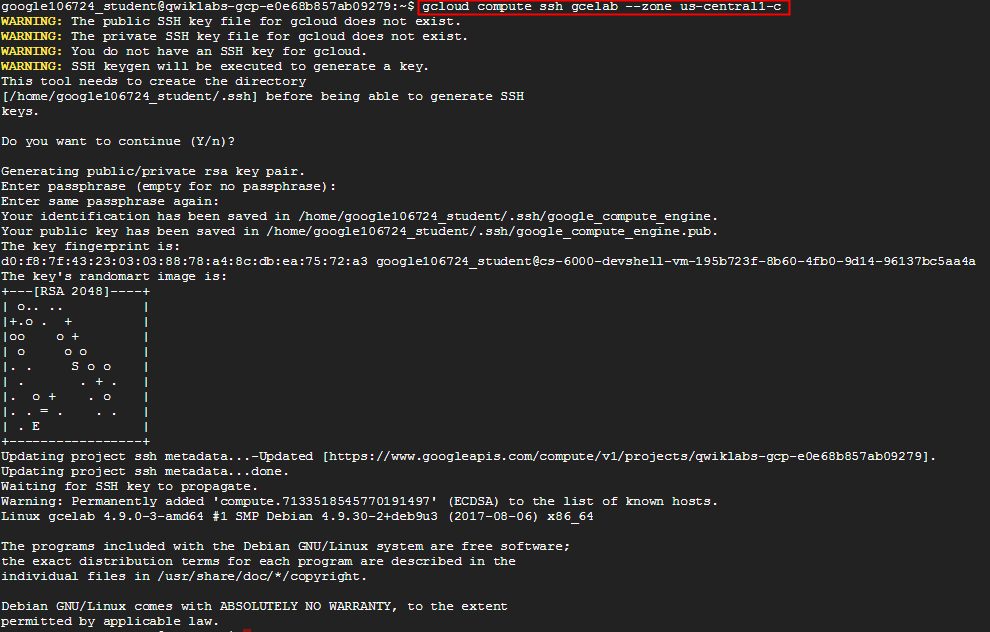 google106724_student@qwiklabs-gcp-e0e68b857ab09279:~$ gcloud compute ssh gcelab --zone us-central1-c
WARNING: The public SSH key file for gcloud does not exist.
WARNING: The private SSH key file for gcloud does not exist.
WARNING: You do not have an SSH key for gcloud.
WARNING: SSH keygen will be executed to generate a key.
This tool needs to create the directory
[/home/google106724_student/.ssh] before being able to generate SSH
keys.
Do you want to continue (Y/n)?
Generating public/private rsa key pair.
Enter passphrase (empty for no passphrase):
Enter same passphrase again:
Your identification has been saved in /home/google106724_student/.ssh/google_compute_engine.
Your public key has been saved in /home/google106724_student/.ssh/google_compute_engine.pub.
The key fingerprint is:
d0:f8:7f:43:23:03:03:88:78:a4:8c:db:ea:75:72:a3 google106724_student@cs-6000-devshell-vm-195b723f-8b60-4fb0-9d14-96137bc5aa4a
The key's randomart image is:
+---[RSA 2048]----+
| o.. ..          |
|+.o .  +         |
|oo    o +        |
| o     o o       |
|. .     S o o    |
| .       . + .   |
|.  o +    . o    |
|. . = .    . .   |
| . E             |
+-----------------+
Updating project ssh metadata...-Updated [https://www.googleapis.com/compute/v1/projects/qwiklabs-gcp-e0e68b857ab09279].
Updating project ssh metadata...done.
Waiting for SSH key to propagate.
Warning: Permanently added 'compute.7133518545770191497' (ECDSA) to the list of known hosts.
Linux gcelab 4.9.0-3-amd64 #1 SMP Debian 4.9.30-2+deb9u3 (2017-08-06) x86_64
The programs included with the Debian GNU/Linux system are free software;
the exact distribution terms for each program are described in the
individual files in /usr/share/doc/*/copyright.
Debian GNU/Linux comes with ABSOLUTELY NO WARRANTY, to the extent
permitted by applicable law.